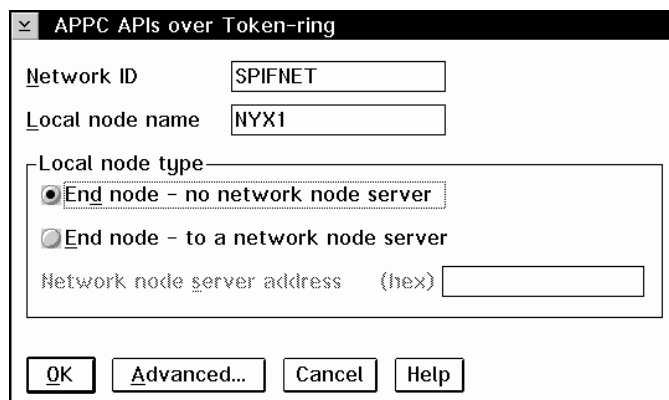 APPC APIs over Token-ring
Network ID SPIFNET
Local node name NYX1
Local node type
End node - no network node server
End node - to a network node server
Network node server address (hex)
OK Advanced... Cancel Help